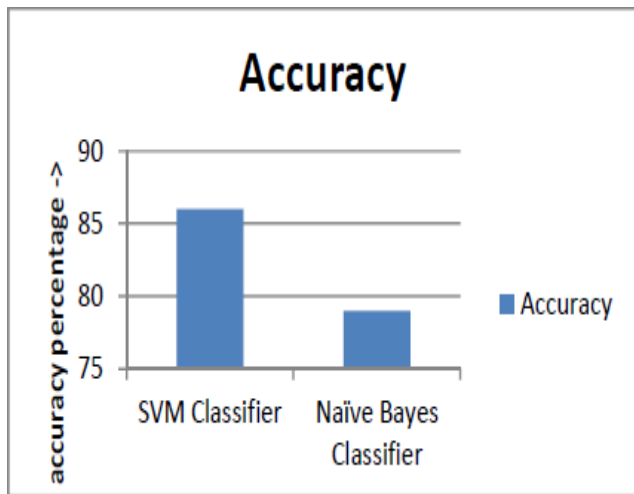 Accuracy
accuracy percentage ->
90
85
80
75
SVM Classifier
Naïve Bayes
Classifier
Accuracy